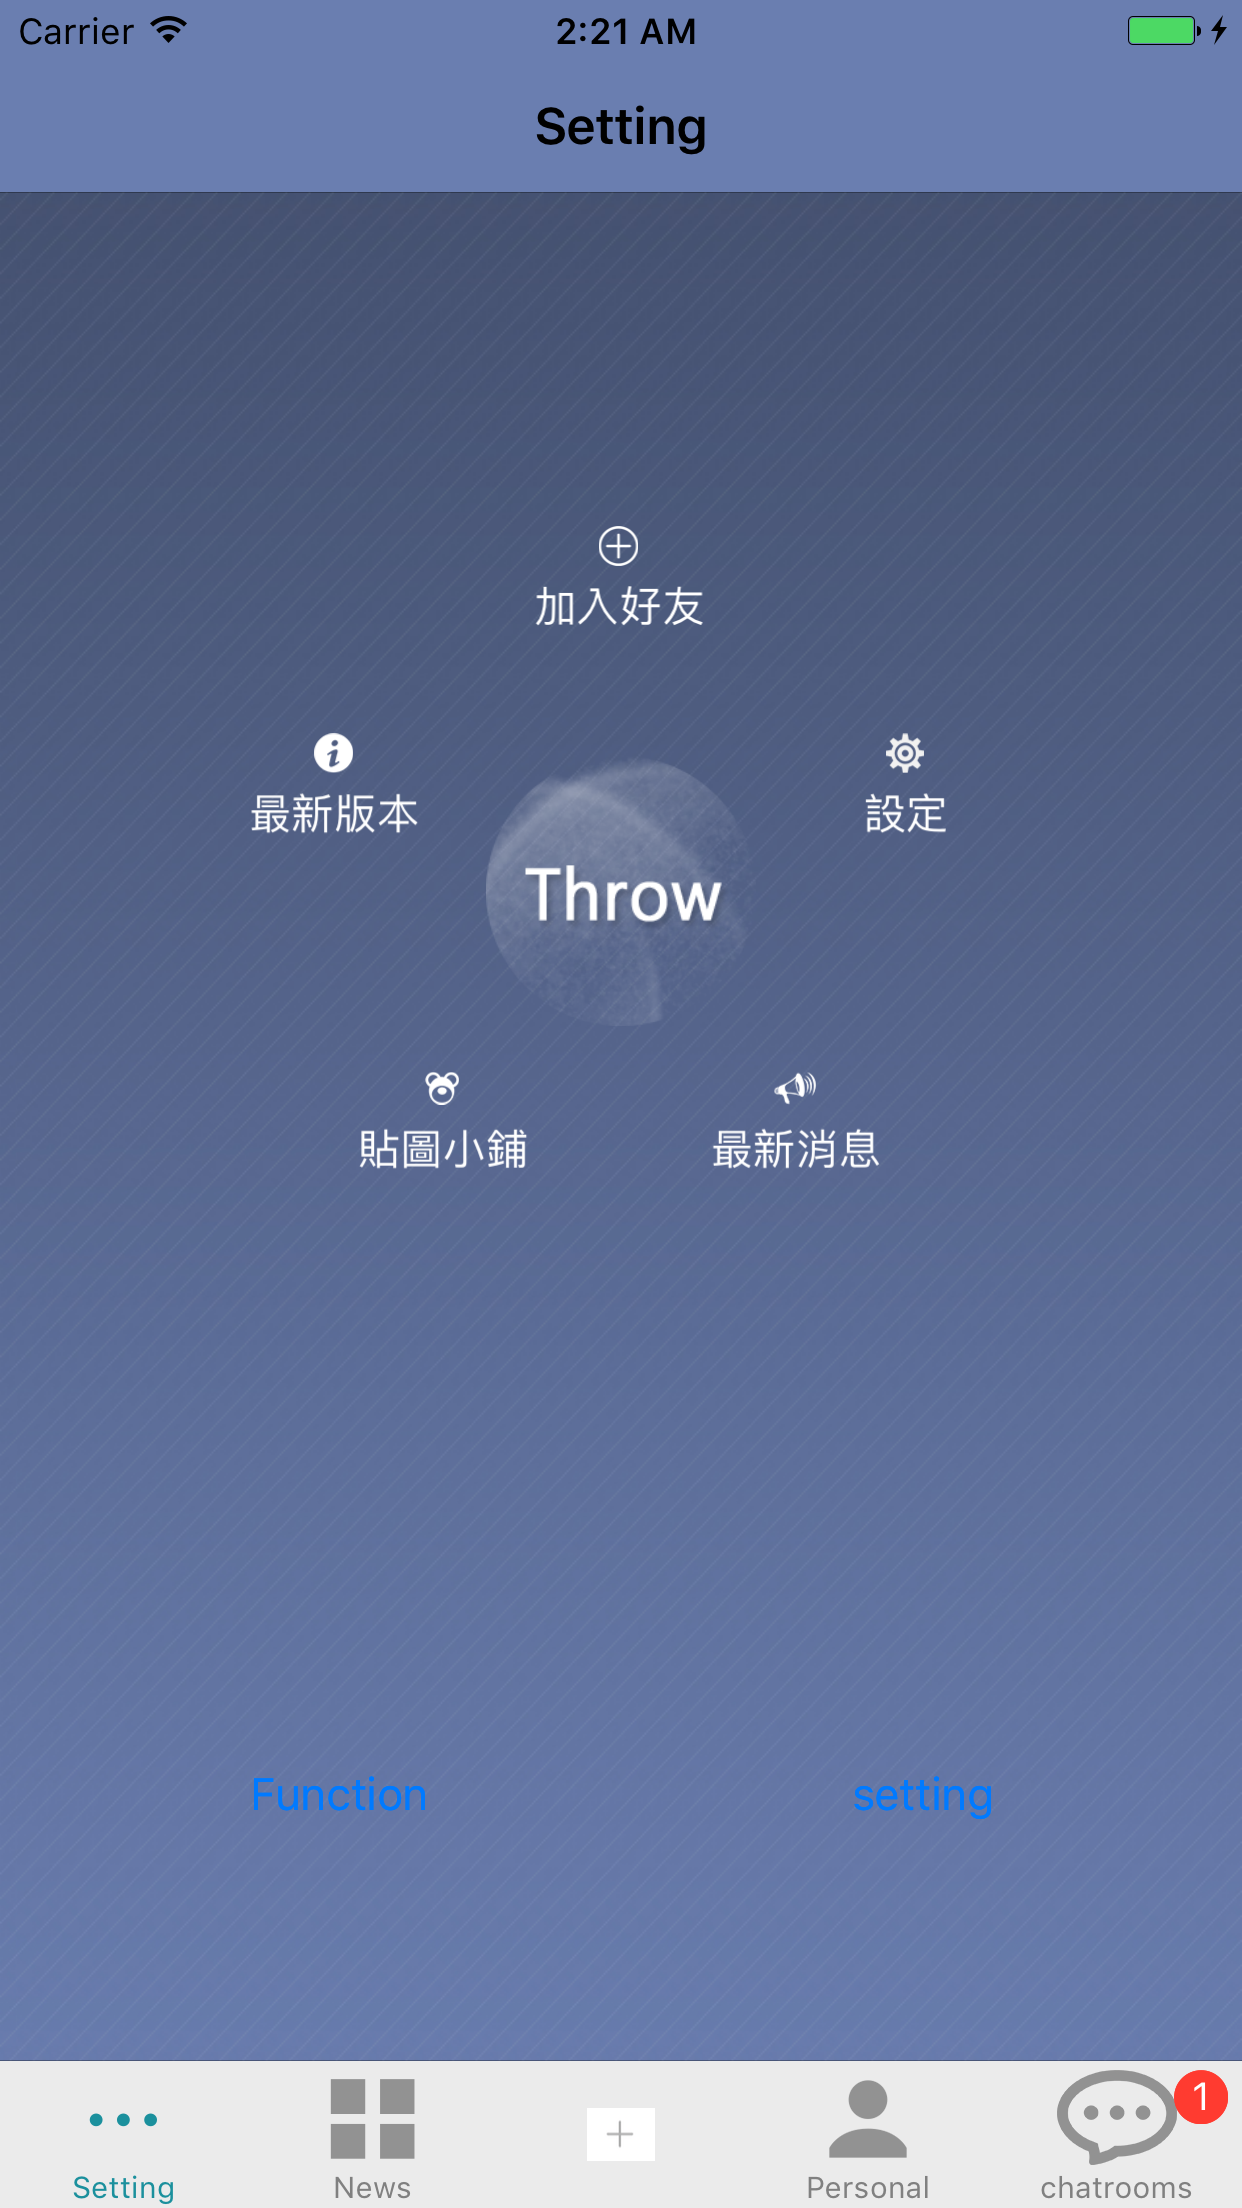 Carrier 2:21 AM
Setting
加入好友
最新版本
設定
Throw
貼圖小鋪
最新消息
Function
setting
1
Setting
News
Personal
chatrooms